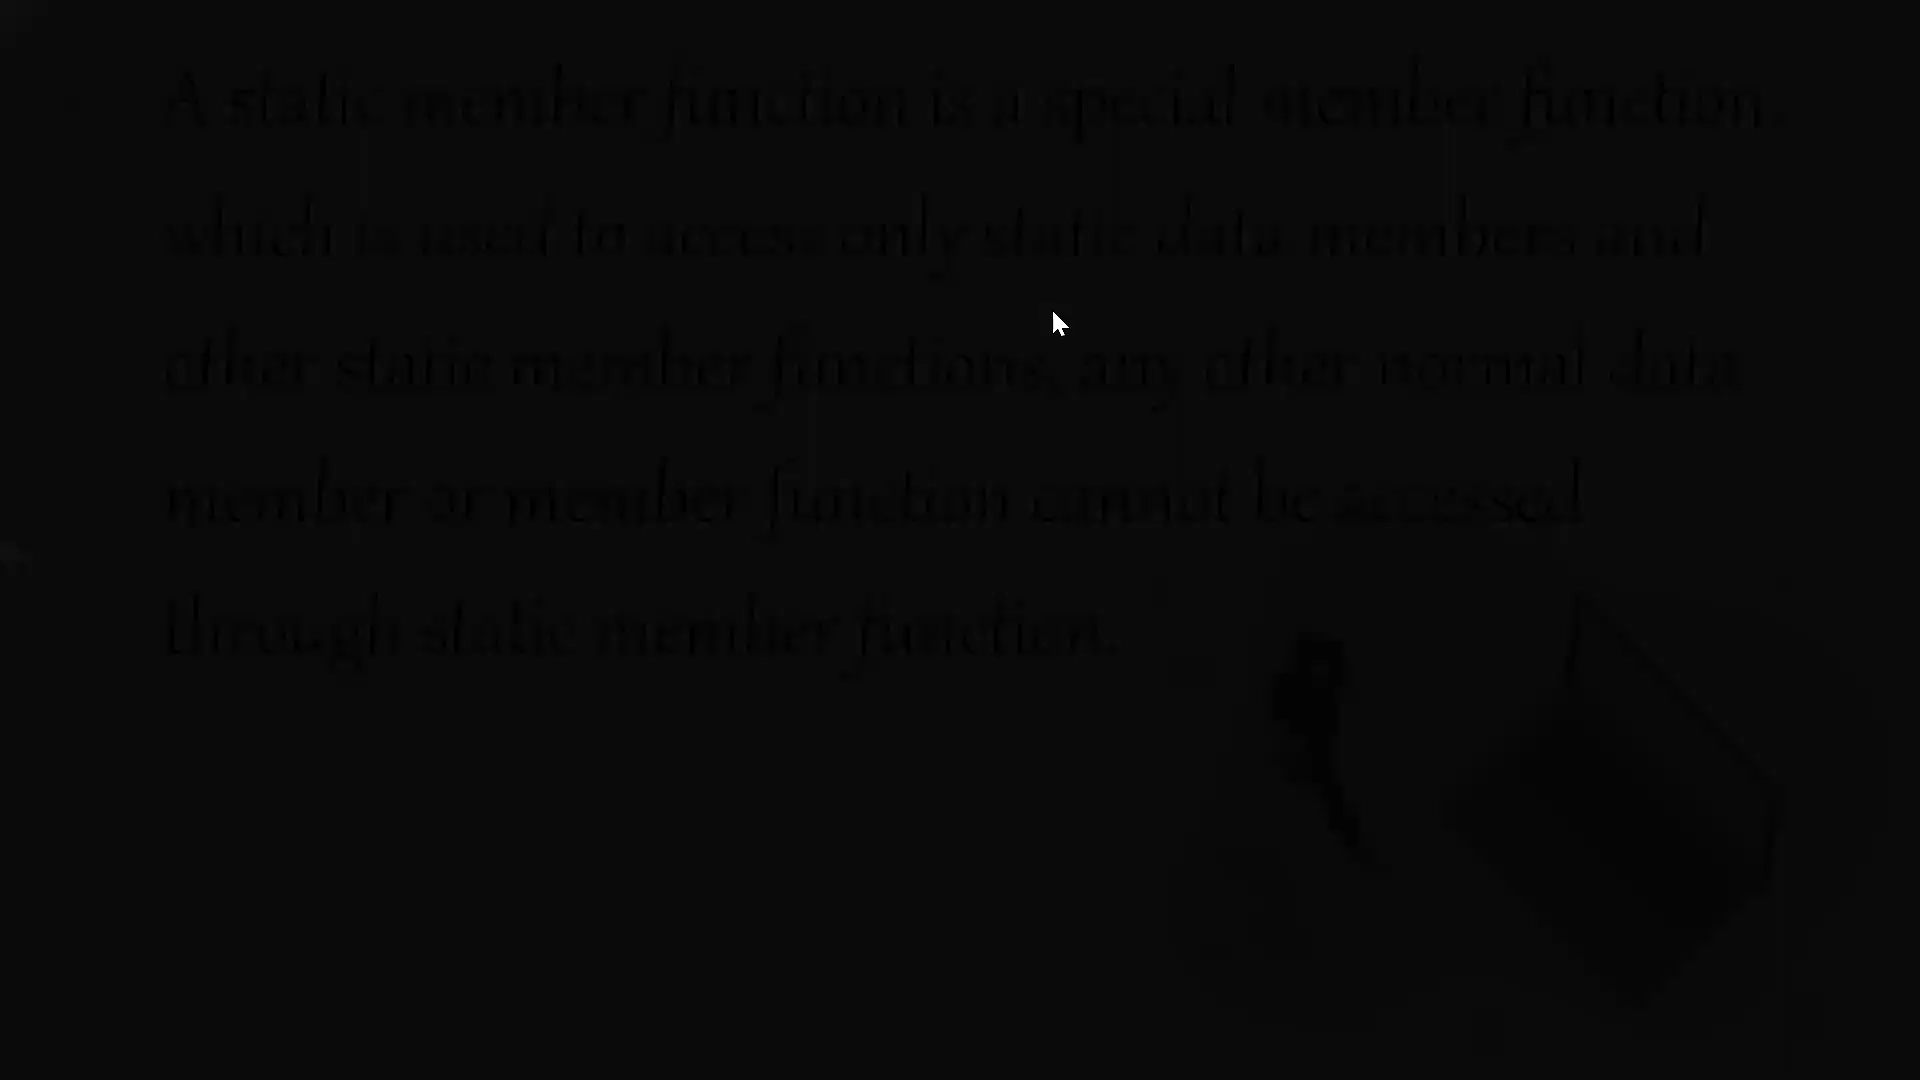 A static member function is a special member function,
which is used to access only static data members and
other static member functions, any other normal data
member or member function cannot be accessed
through static member function.